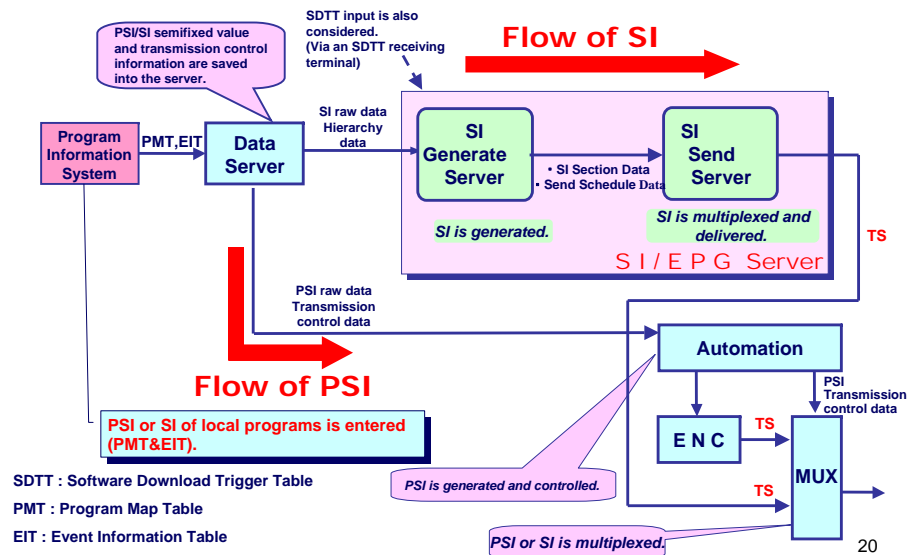 PSI/SI semifixed value
and transmission control
information are saved
into the server.
SDTT input is also
considered.
(Via an SDTT receiving
terminal)
Flow of SI
Program
Information
System
PMT,EIT
Data
Server
SI raw data
Hierarchy
data
SI
Generate
Server
• SI Section Data
• Send Schedule Data
SI
Send
Server
SI is generated.
SI is multiplexed and
delivered.
SI/EPG Server
TS
PSI raw data
Transmission
control data
Flow of PSI
Automation
PSI
Transmission
control data
PSI or SI of local programs is entered
(PMT&EIT).
ENC
TS
MUX
PSI is generated and controlled.
TS
PSI or SI is multiplexed.
SDTT : Software Download Trigger Table
PMT : Program Map Table
EIT : Event Information Table
20